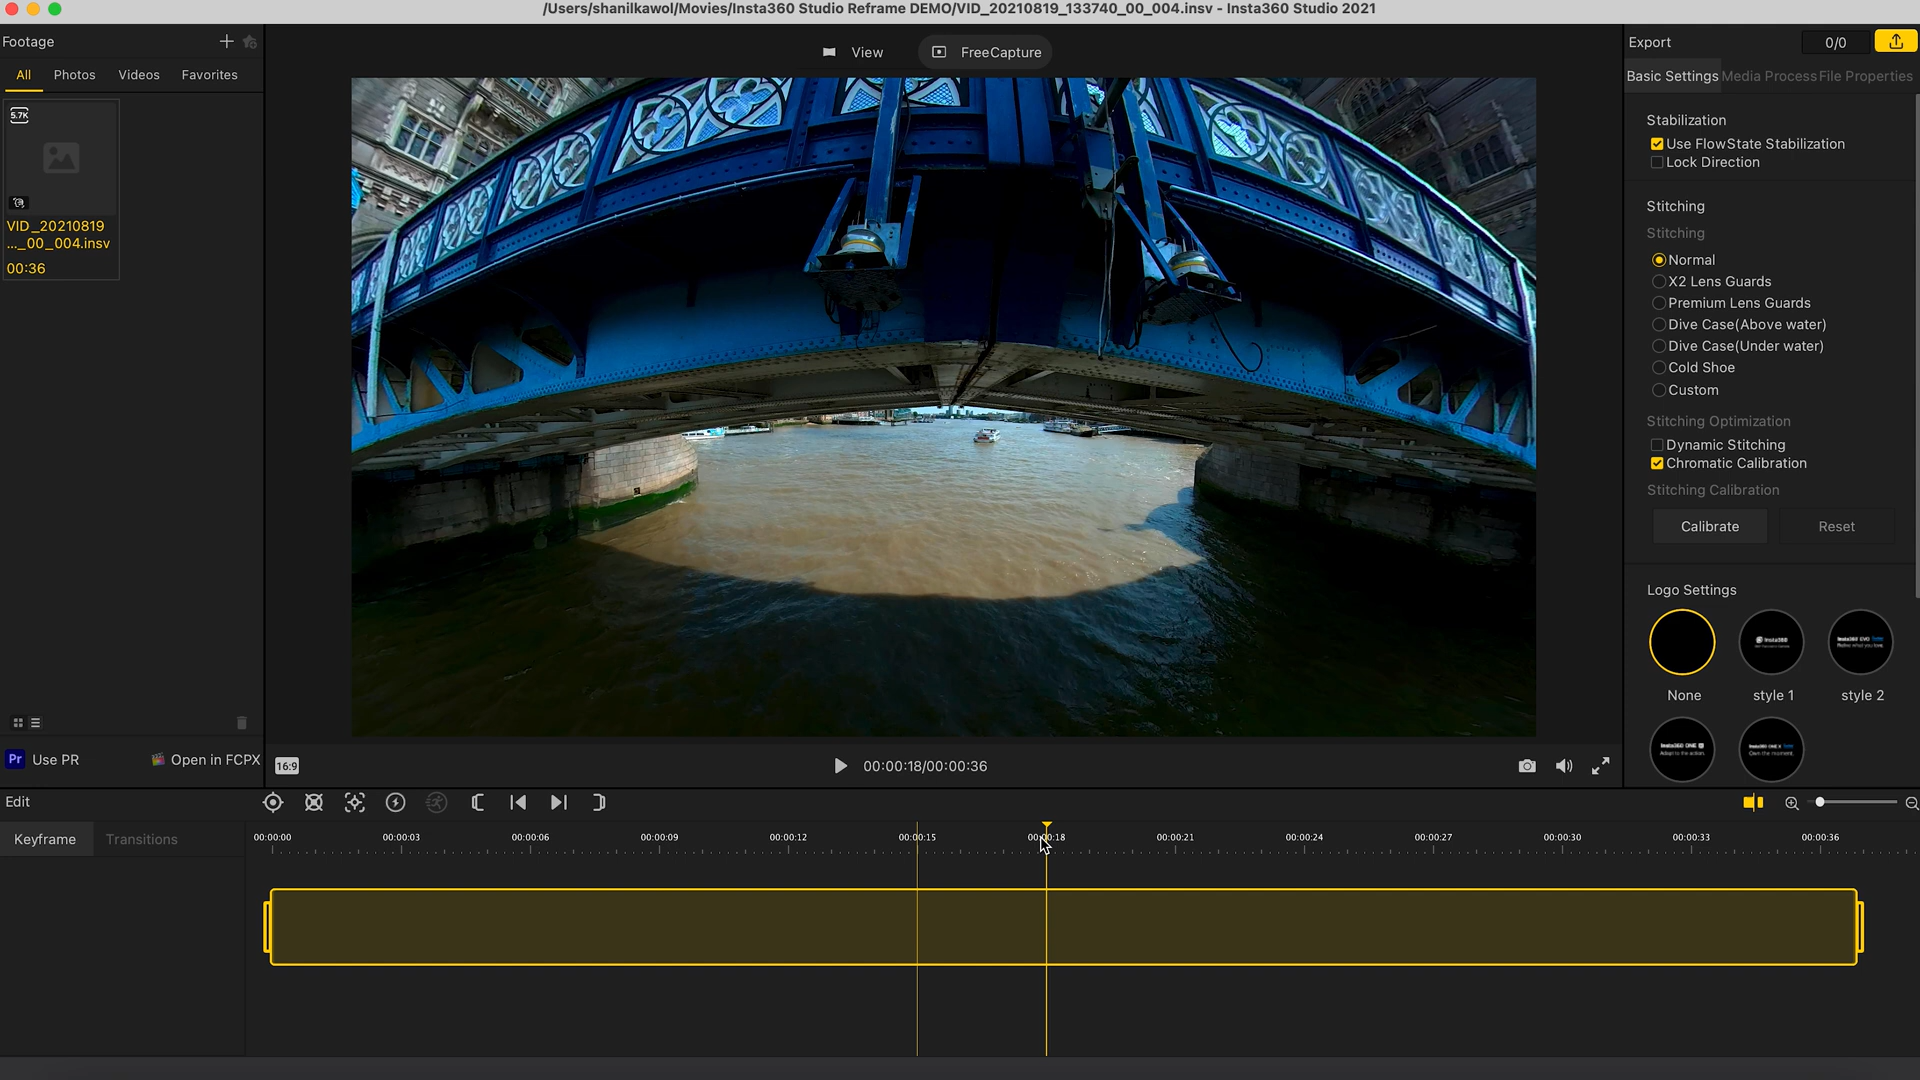 /Users/shanilkawol/Movies/Insta360 Studio Reframe DEMO/VID_20210819_133740_00_004.insv - Insta360 Studio 2021
Footage
All Photos Videos Favorites
5.7K
VID_20210819
..._00_004.insv
00:36
Pr Use PR Open in FCPX
View FreeCapture
16:9 00:00:18/00:00:36
Export 0/0
Basic Settings Media Process File Properties
Stabilization
Use FlowState Stabilization
Lock Direction
Stitching
Stitching
Normal
X2 Lens Guards
Premium Lens Guards
Dive Case(Above water)
Dive Case(Under water)
Cold Shoe
Custom
Stitching Optimization
Dynamic Stitching
Chromatic Calibration
Stitching Calibration
Calibrate Reset
Logo Settings
Insta360
None style 1 style 2
Edit
Keyframe Transitions
00:00:00 00:00:03 00:00:06 00:00:09 00:00:12 00:00:15 00:00:18 00:00:21 00:00:24 00:00:27 00:00:30 00:00:33 00:00:36